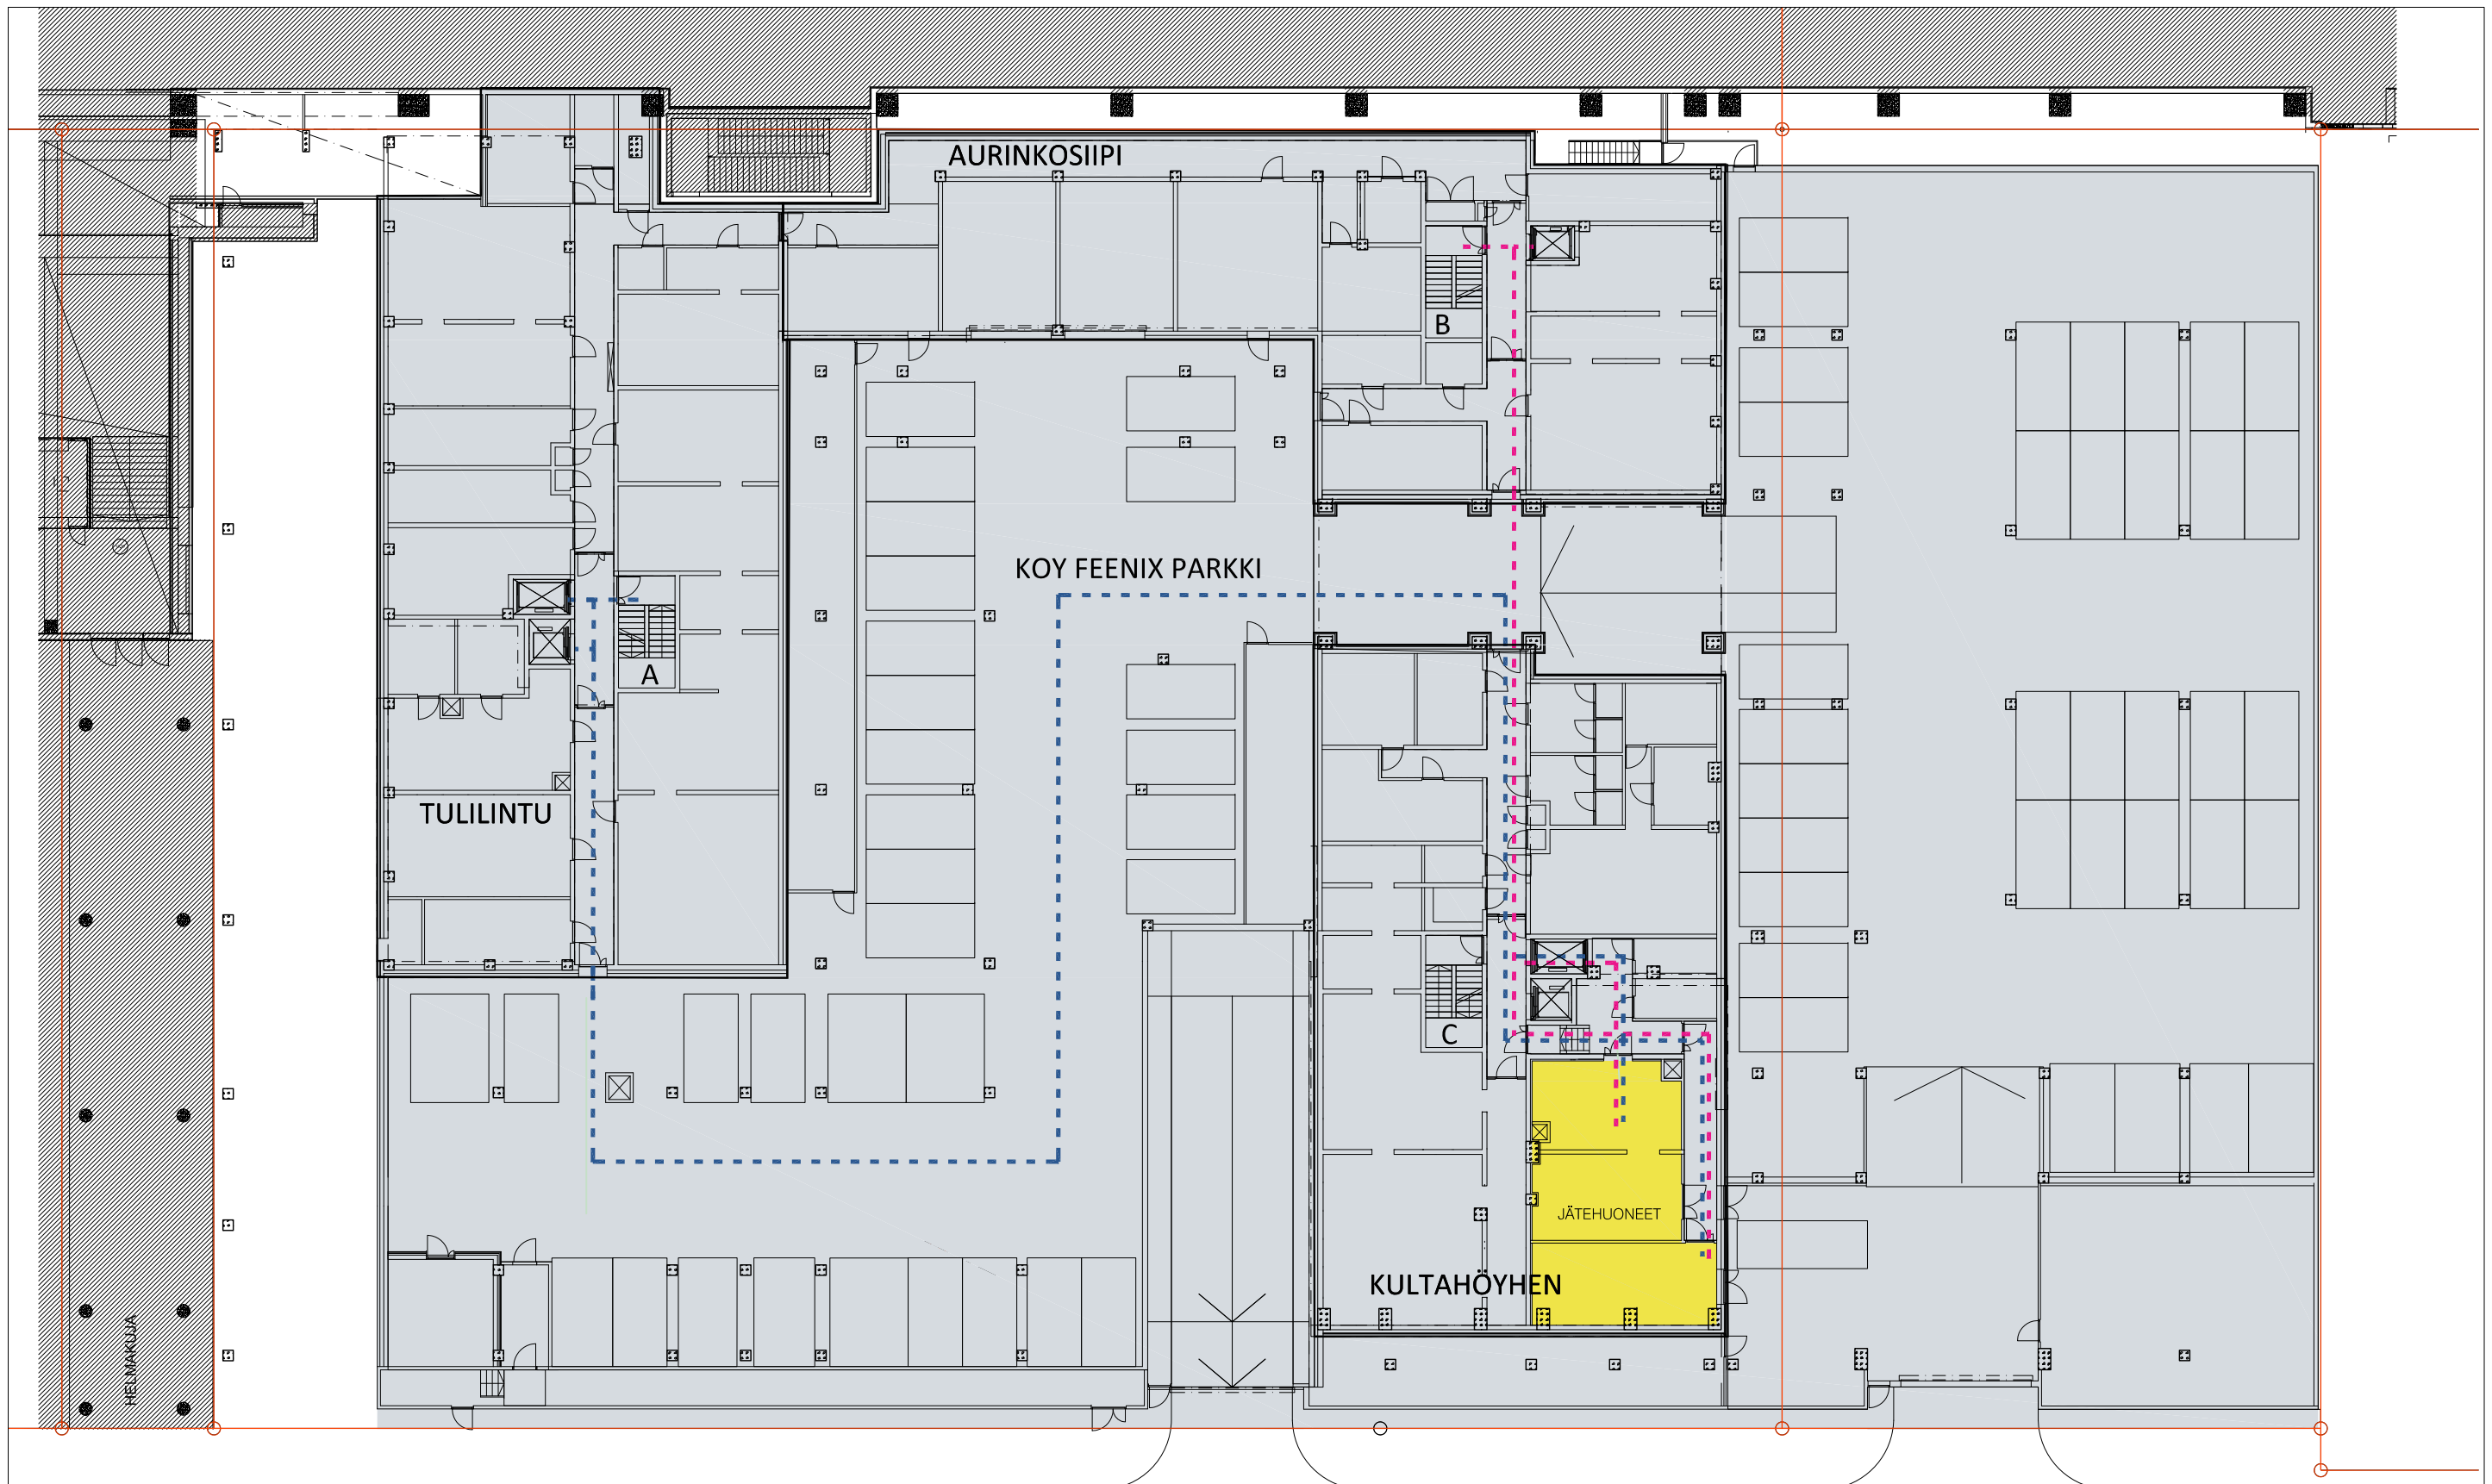 AURINKOSIIPI
B
KOY FEENIX PARKKI
A
TULILINTU
C
JÄTEHUONEET
KULTAHÖYHEN
HELMAKUJA